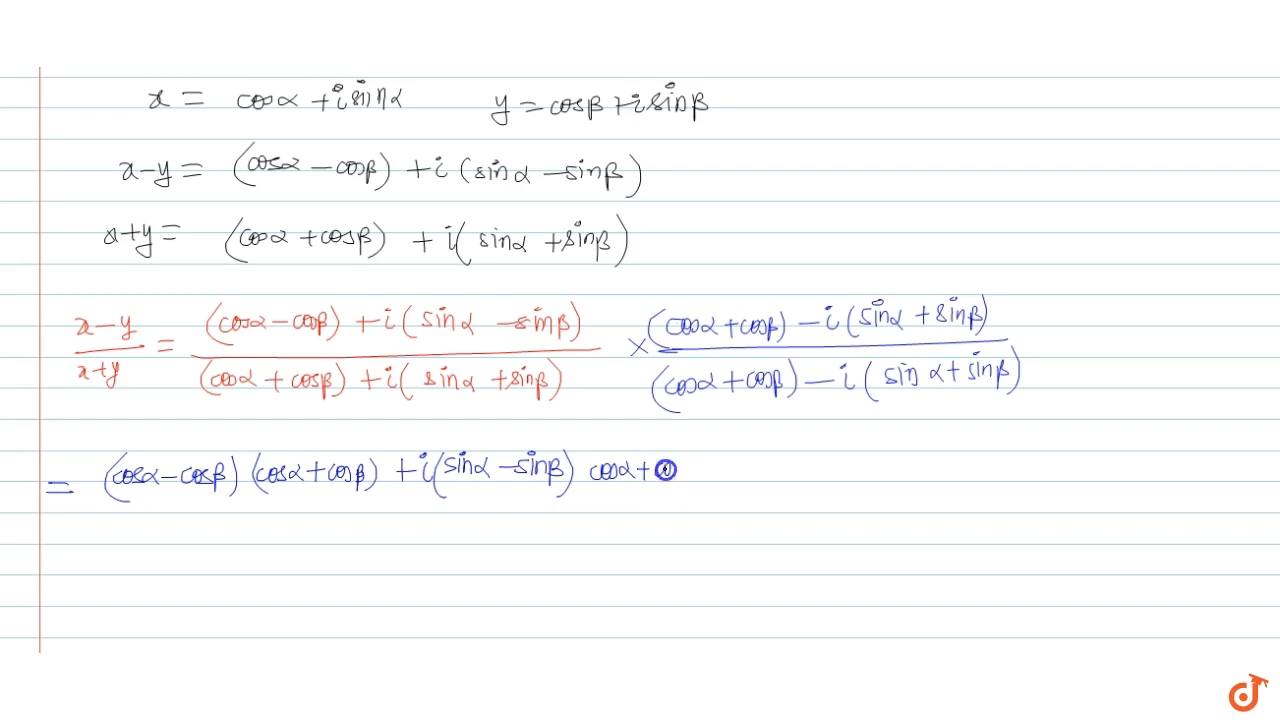 x = cosα + i sinα    y = cosβ + i sinβ
x-y = (cosα - cosβ) + i (sinα - sinβ)
x+y = (cosα + cosβ) + i (sinα + sinβ)
x-y/x+y = (cosα - cosβ) + i (sinα - sinβ)/(cosα + cosβ) + i (sinα + sinβ) × (cosα + cosβ) - i (sinα + sinβ)/(cosα + cosβ) - i (sinα + sinβ)
= (cosα - cosβ) (cosα + cosβ) + i (sinα - sinβ) cosα +